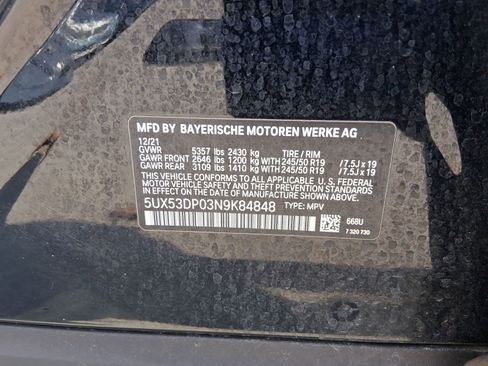 MFD BY BAYERISCHE MOTOREN WERKE AG
12/21
GVWR 5357 lbs 2430 kg TIRE / RIM
GAWR FRONT 2646 lbs 1200 kg WITH 245/50 R19 /7.5J x 19
GAWR REAR 3109 lbs 1410 kg WITH 245/50 R19 /7.5J x 19
THIS VEHICLE CONFORMS TO ALL APPLICABLE U. S. FEDERAL
MOTOR VEHICLE SAFETY STANDARDS IN EFFECT ON THE
DATE OF MANUFACTURE SHOWN ABOVE.
5UX53DP03N9K84848 TYPE: MPV
668U
7 320 730